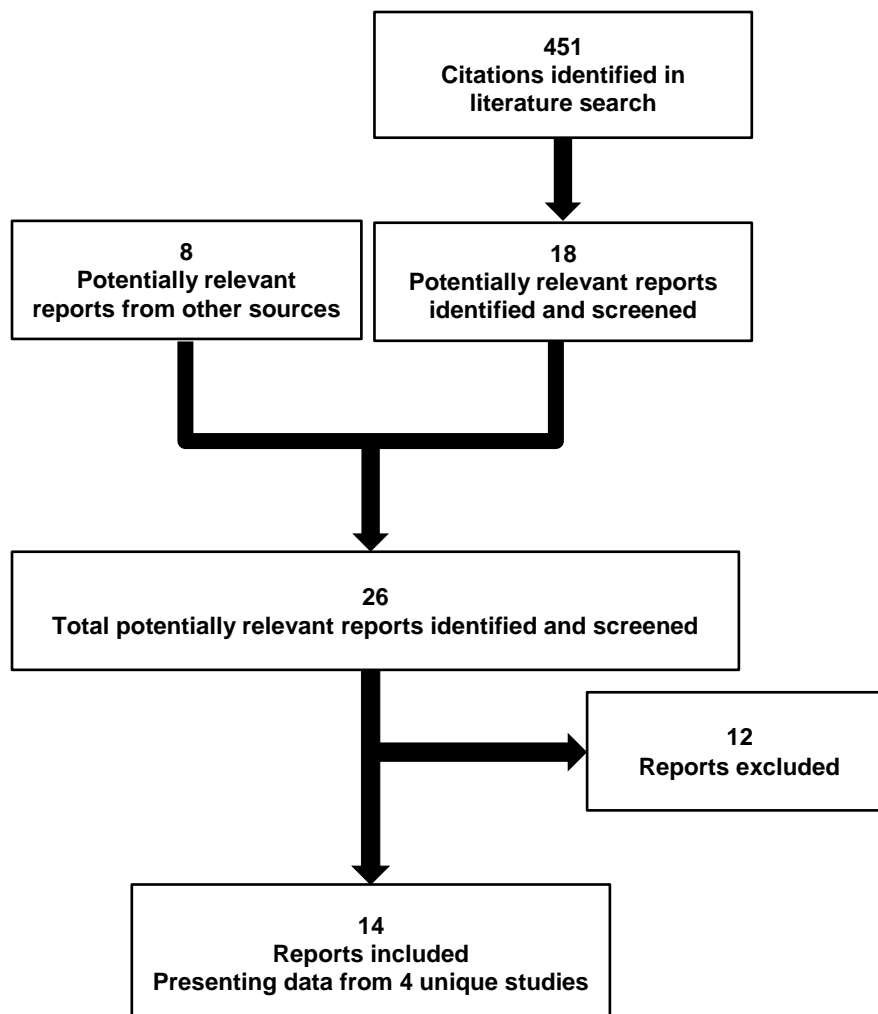 451
Citations identified in
literature search
8
Potentially relevant
reports from other sources
18
Potentially relevant reports
identified and screened
26
Total potentially relevant reports identified and screened
12
Reports excluded
14
Reports included
Presenting data from 4 unique studies